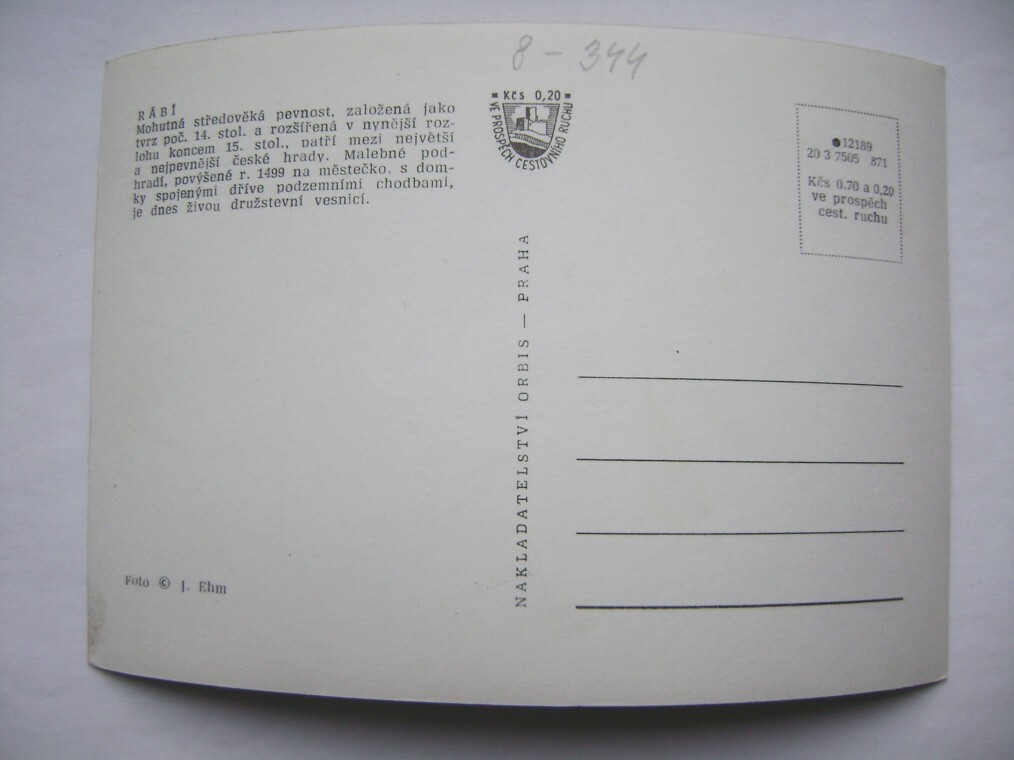 8 - 344
RÁBÍ
Mohutná středověká pevnost, založená jako
tvrz poč. 14. stol. a rozšířená v nynější roz-
lohu koncem 15. stol., patří mezi největší
a nejpevnější české hrady. Malebné pod-
hradí, povýšené r. 1499 na městečko, s dom-
ky spojenými dříve podzemními chodbami,
je dnes živou družstevní vesnicí.
Kčs 0,20
VE PROSPĚCH CESTOVNÍHO RUCHU
12189
20 3 7505 871
Kčs 0.70 a 0,20
ve prospěch
cest. ruchu
NAKLADATELSTVÍ ORBIS — PRAHA
Foto © J. Ehm